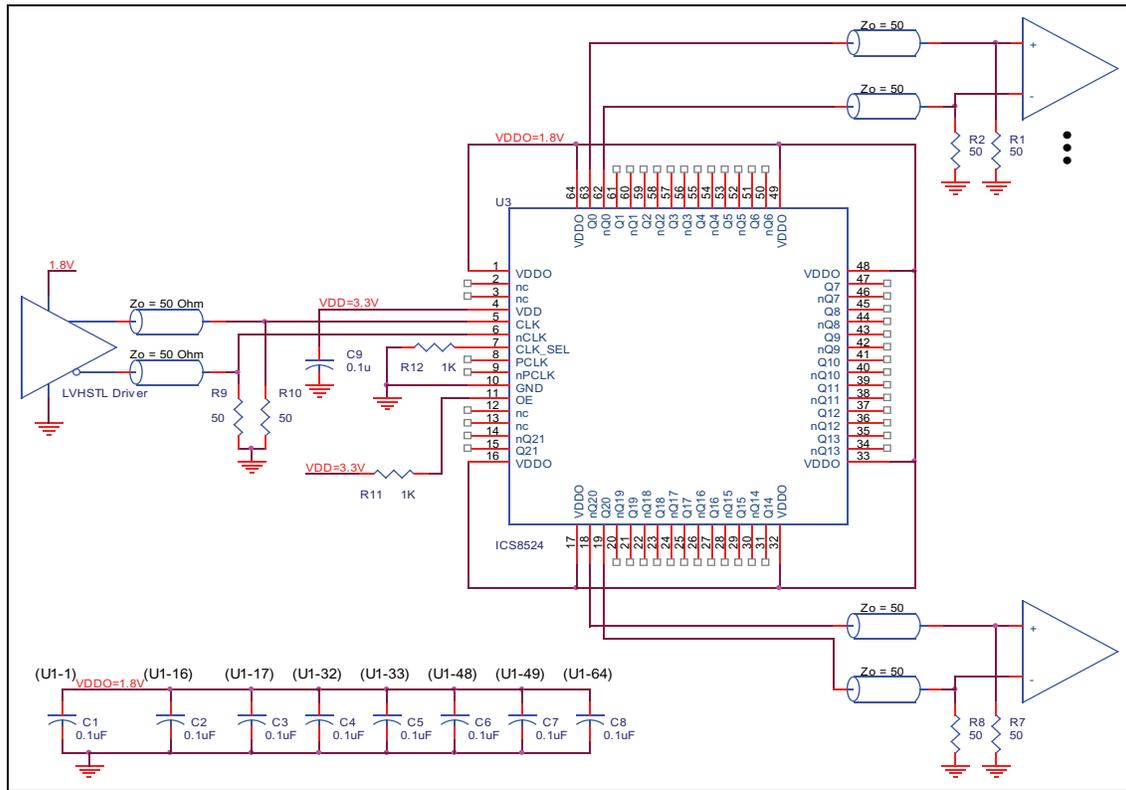 Zo = 50
+
Zo = 50
-
R2
50
R1
50
VDDO=1.8V
64
63
62
61
60
59
58
57
56
55
54
53
52
51
50
49
U3
VDDO
Q0
nQ0
Q1
nQ1
Q2
nQ2
Q3
nQ3
Q4
nQ4
Q5
nQ5
Q6
nQ6
VDDO
1.8V
Zo = 50 Ohm
Zo = 50 Ohm
LVHSTL Driver
R9
50
R10
50
VDD=3.3V
C9
0.1u
R12 1K
VDD=3.3V
R11 1K
1 VDDO
2 nc
3 nc
4 VDD
5 CLK
6 nCLK
7 CLK_SEL
8 PCLK
9 nPCLK
10 GND
11 OE
12 nc
13 nc
14 nQ21
15 Q21
16 VDDO
VDDO 48
Q7 47
nQ7 46
Q8 45
nQ8 44
Q9 43
nQ9 42
Q10 41
nQ10 40
Q11 39
nQ11 38
Q12 37
nQ12 36
Q13 35
nQ13 34
VDDO 33
VDDO
nQ20
Q20
nQ19
Q19
nQ18
Q18
nQ17
Q17
nQ16
Q16
nQ15
Q15
nQ14
Q14
VDDO
ICS8524
17
18
19
20
21
22
23
24
25
26
27
28
29
30
31
32
Zo = 50
+
Zo = 50
-
R8
50
R7
50
(U1-1) (U1-16) (U1-17) (U1-32) (U1-33) (U1-48) (U1-49) (U1-64)
VDDO=1.8V
C1 C2 C3 C4 C5 C6 C7 C8
0.1uF 0.1uF 0.1uF 0.1uF 0.1uF 0.1uF 0.1uF 0.1uF